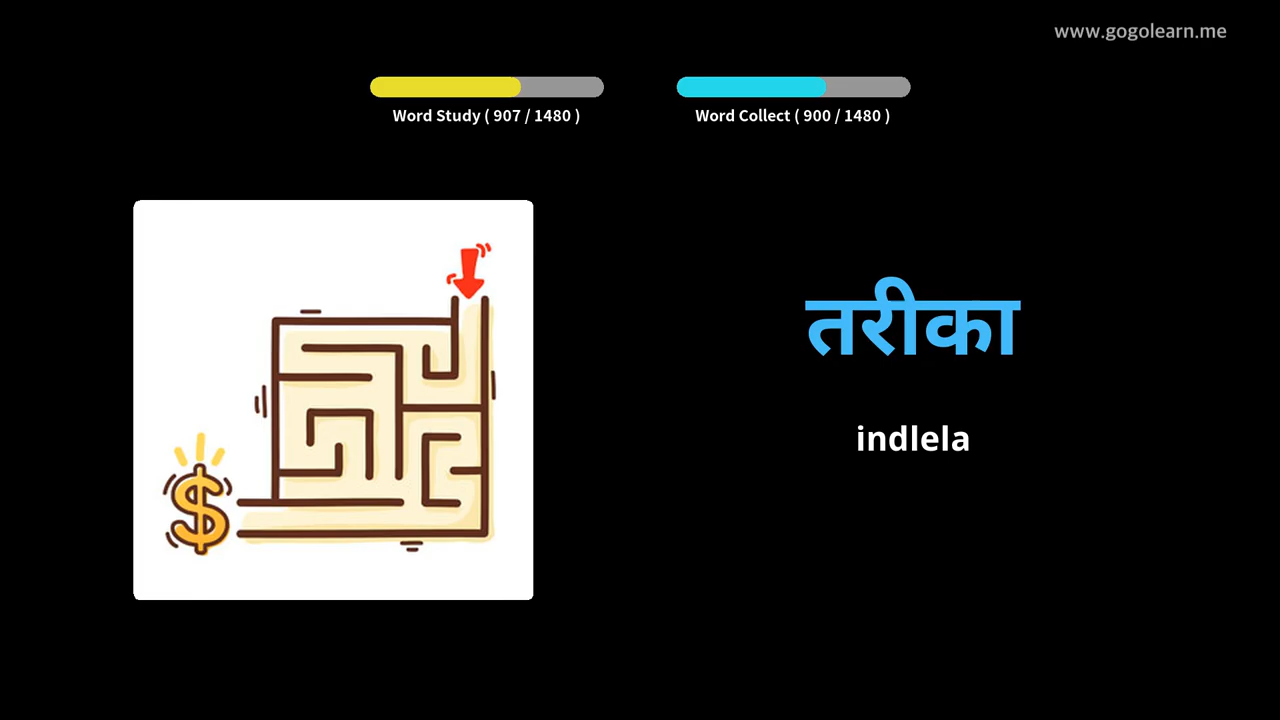 www.gogolearn.me
Word Study ( 907 / 1480 )
Word Collect ( 900 / 1480 )
$
तरीका
indlela